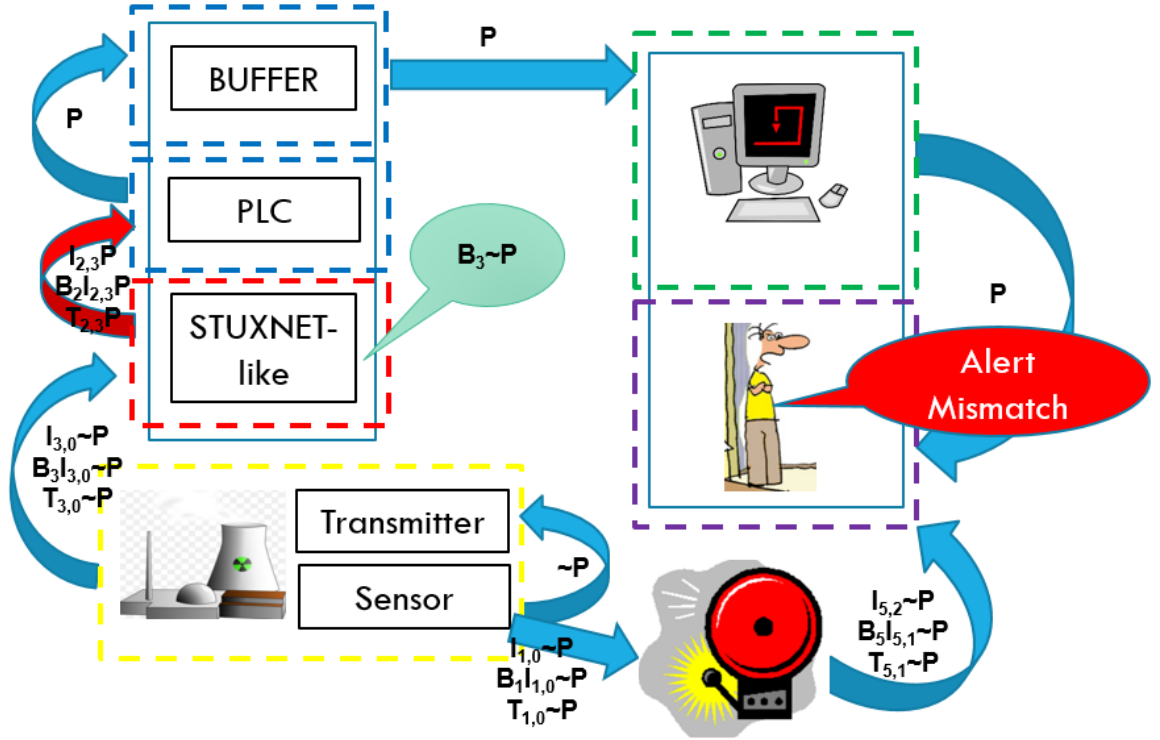 P
BUFFER
P
PLC
I2,3P
B2I2,3P
T2,3P
B3~P
STUXNET-
like
P
Alert
Mismatch
I3,0~P
B3I3,0~P
T3,0~P
Transmitter
Sensor
~P
I1,0~P
B1I1,0~P
T1,0~P
I5,2~P
B5I5,1~P
T5,1~P